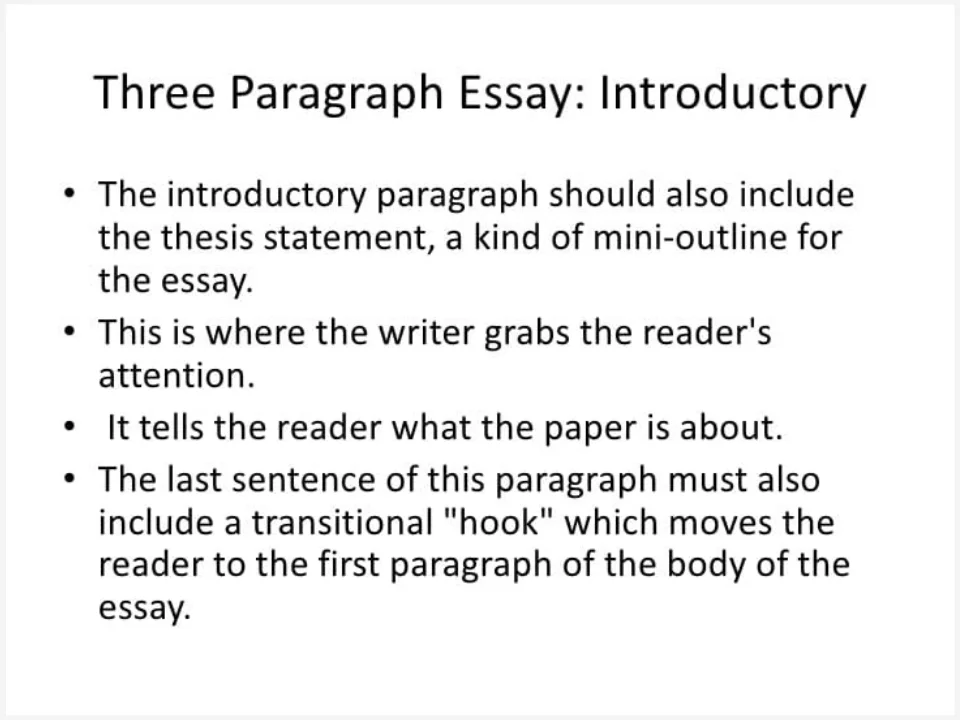 Three Paragraph Essay: Introductory
• The introductory paragraph should also include
the thesis statement, a kind of mini-outline for
the essay.
• This is where the writer grabs the reader's
attention.
• It tells the reader what the paper is about.
• The last sentence of this paragraph must also
include a transitional "hook" which moves the
reader to the first paragraph of the body of the
essay.